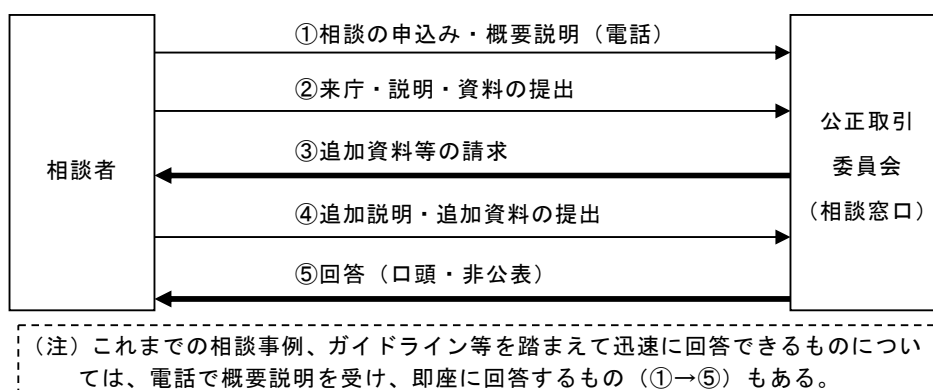 ①相談の申込み・概要説明（電話）
②来庁・説明・資料の提出
③追加資料等の請求
④追加説明・追加資料の提出
⑤回答（口頭・非公表）
相談者
公正取引
委員会
（相談窓口）
（注）これまでの相談事例、ガイドライン等を踏まえて迅速に回答できるものについ
ては、電話で概要説明を受け、即座に回答するもの（①→⑤）もある。